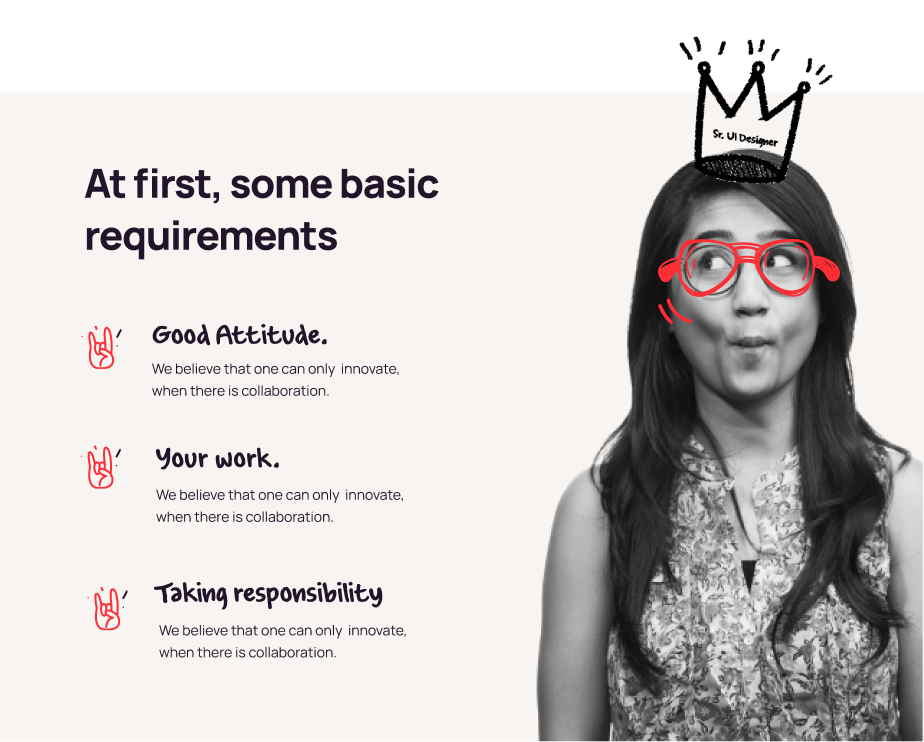 Sr. UI Designer
At first, some basic
requirements
Good Attitude.
We believe that one can only innovate,
when there is collaboration.
Your work.
We believe that one can only innovate,
when there is collaboration.
Taking responsibility
We believe that one can only innovate,
when there is collaboration.